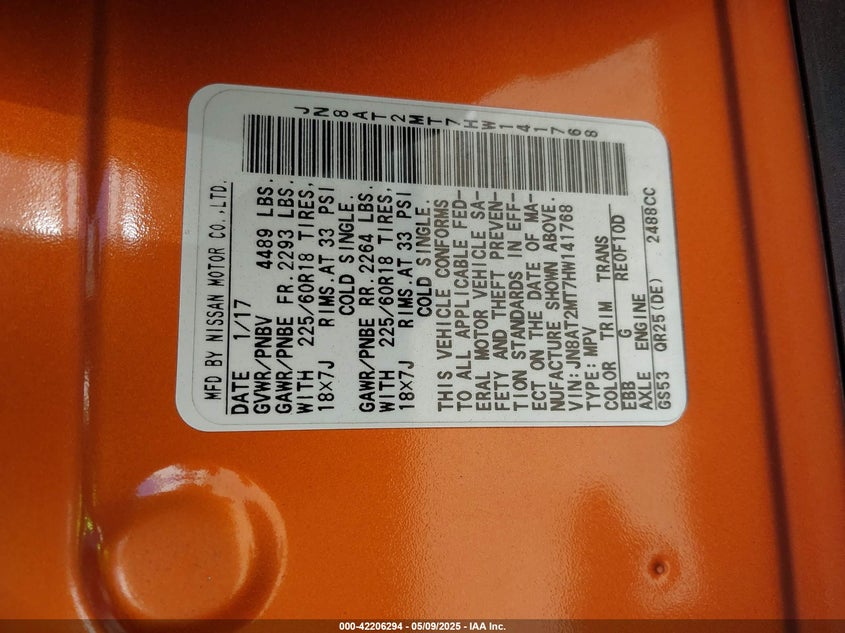 MFD BY NISSAN MOTOR CO.,LTD.
JN8AT2MT7HW141768
DATE 1/17
GVWR/PNBV 4489 LBS.
GAWR/PNBE FR. 2293 LBS.
WITH 225/60R18 TIRES,
18X7J RIMS.AT 33 PSI
COLD SINGLE.
GAWR/PNBE RR. 2264 LBS.
WITH 225/60R18 TIRES,
18X7J RIMS.AT 33 PSI
COLD SINGLE.
THIS VEHICLE CONFORMS
TO ALL APPLICABLE FED-
ERAL MOTOR VEHICLE SA-
FETY AND THEFT PREVEN-
TION STANDARDS IN EFF-
ECT ON THE DATE OF MA-
NUFACTURE SHOWN ABOVE.
VIN:JN8AT2MT7HW141768
TYPE:MPV
COLOR TRIM TRANS
EBB G RE0F10D
AXLE ENGINE
GS53 QR25(DE) 2488CC
000-42206294 - 05/09/2025 - IAA Inc.